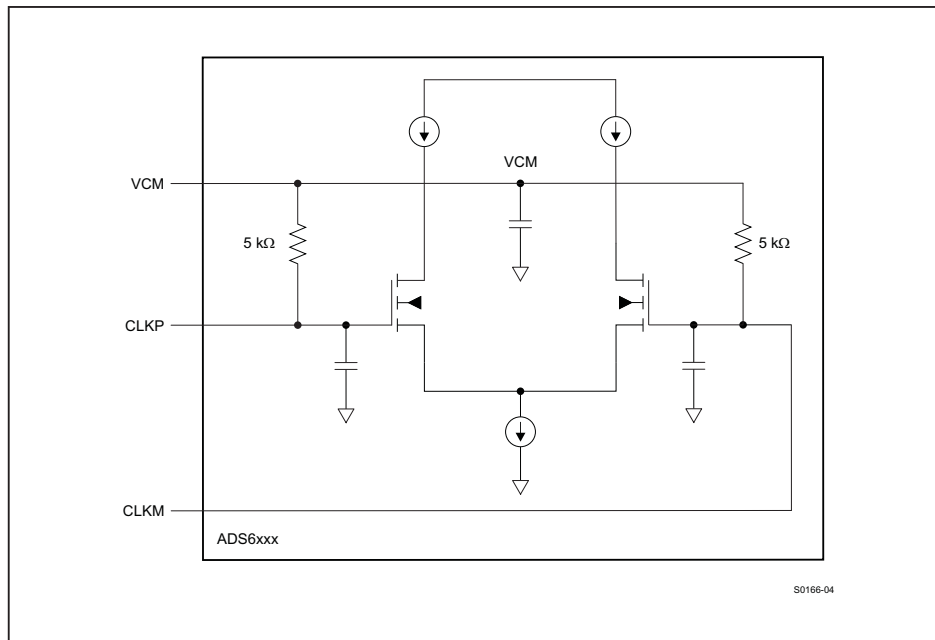 VCM
VCM
5 kΩ
5 kΩ
CLKP
CLKM
ADS6xxx
S0166-04